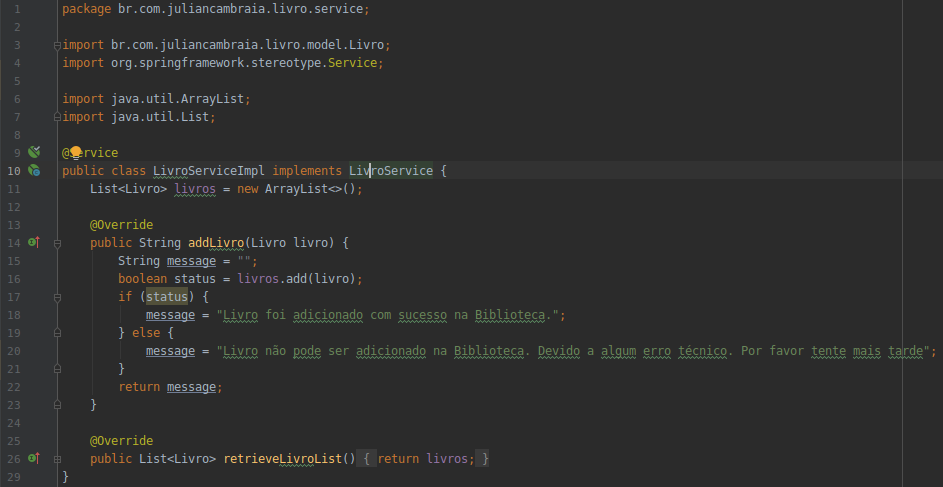 1 package br.com.juliancambraia.livro.service;
2
3 import br.com.juliancambraia.livro.model.Livro;
4 import org.springframework.stereotype.Service;
5
6 import java.util.ArrayList;
7 import java.util.List;
8
9 @Service
10 public class LivroServiceImpl implements LivroService {
11 List<Livro> livros = new ArrayList<>();
12
13 @Override
14 public String addLivro(Livro livro) {
15 String message = "";
16 boolean status = livros.add(livro);
17 if (status) {
18 message = "Livro foi adicionado com sucesso na Biblioteca.";
19 } else {
20 message = "Livro não pode ser adicionado na Biblioteca. Devido a algum erro técnico. Por favor tente mais tarde";
21 }
22 return message;
23 }
24
25 @Override
26 public List<Livro> retrieveLivroList() { return livros; }
29 }